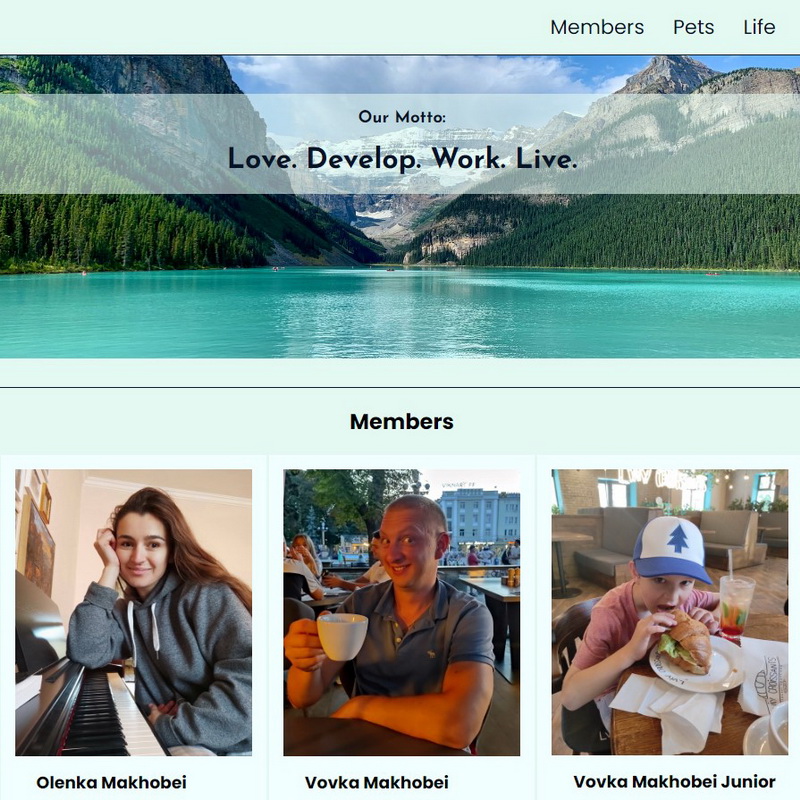 Members Pets Life
Our Motto:
Love. Develop. Work. Live.
Members
Olenka Makhobei
Vovka Makhobei
Vovka Makhobei Junior